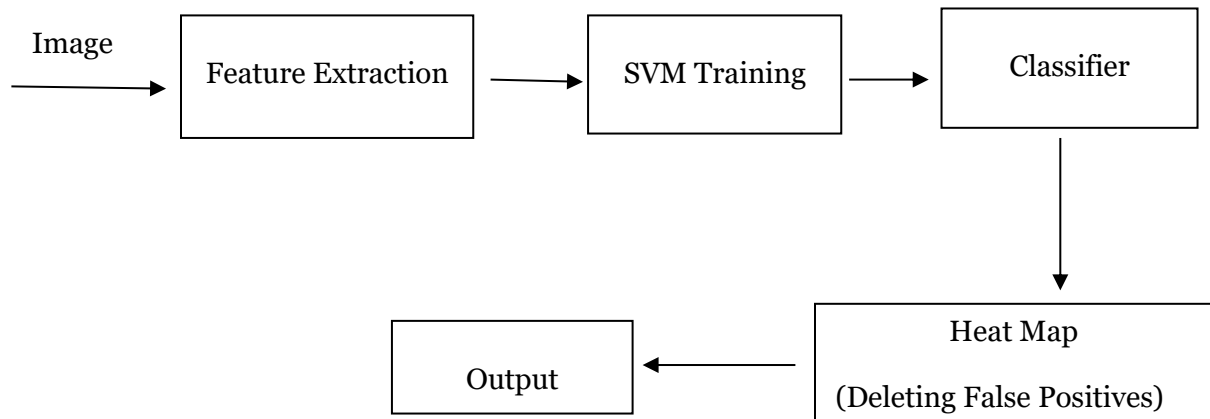 Image
Feature Extraction
SVM Training
Classifier
Heat Map
(Deleting False Positives)
Output